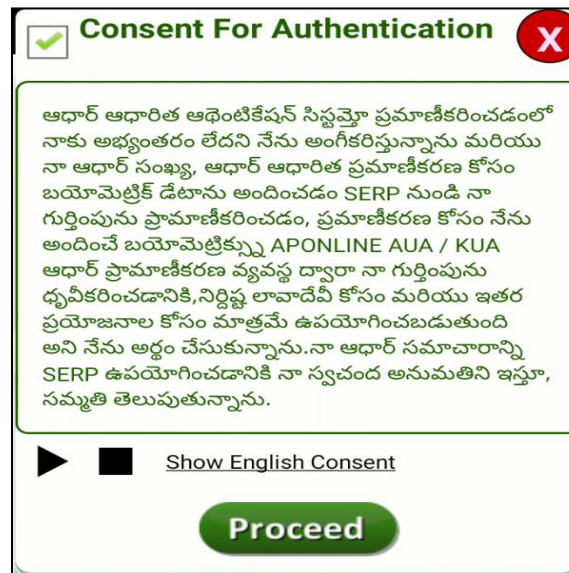 Consent For Authentication
X
ఆధార్ ఆధారిత ఆథెంటికేషన్ సిస్టమ్తో ప్రమాణీకరించడంలో
నాకు అభ్యంతరం లేదని నేను అంగీకరిస్తున్నాను మరియు
నా ఆధార్ సంఖ్య, ఆధార్ ఆధారిత ప్రమాణీకరణ కోసం
బయోమెట్రిక్ డేటాను అందించడం SERP నుండి నా
గుర్తింపును ప్రామాణీకరించడం, ప్రమాణీకరణ కోసం నేను
అందించే బయోమెట్రిక్ను APONLINE AUA / KUA
ఆధార్ ప్రామాణీకరణ వ్యవస్థ ద్వారా నా గుర్తింపును
ధృవీకరించడానికి,నిర్దిష్ట లావాదేవీ కోసం మరియు ఇతర
ప్రయోజనాల కోసం మాత్రమే ఉపయోగించబడుతుంది
అని నేను అర్థం చేసుకున్నాను.నా ఆధార్ సమాచారాన్ని
SERP ఉపయోగించడానికి నా స్వచంద అనుమతిని ఇస్తూ,
సమ్మతి తెలుపుతున్నాను.
Show English Consent
Proceed